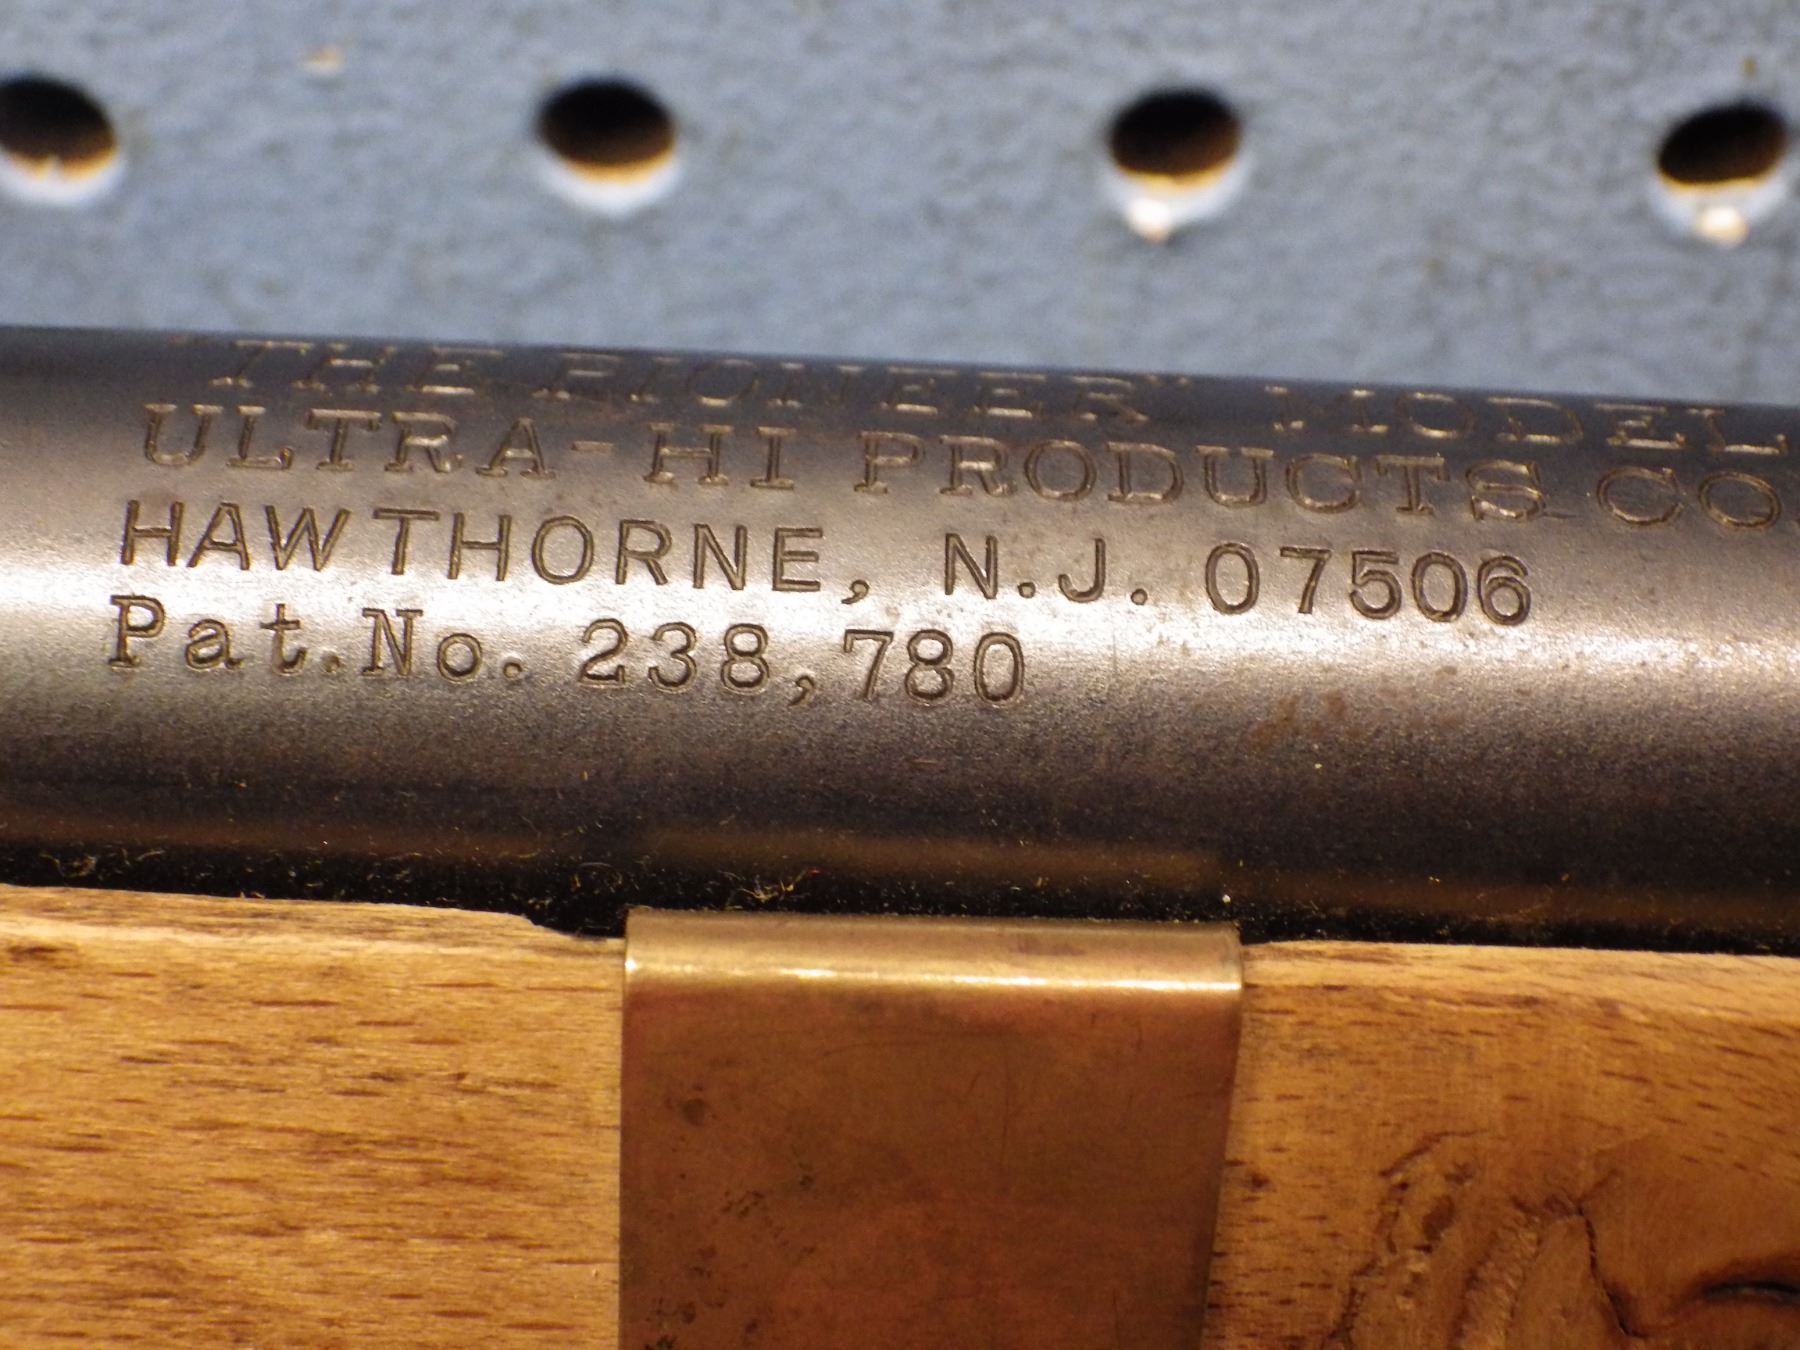 "THE PIONEER" MODEL
ULTRA-HI PRODUCTS CO.
HAWTHORNE, N.J. 07506
Pat. No. 238,780